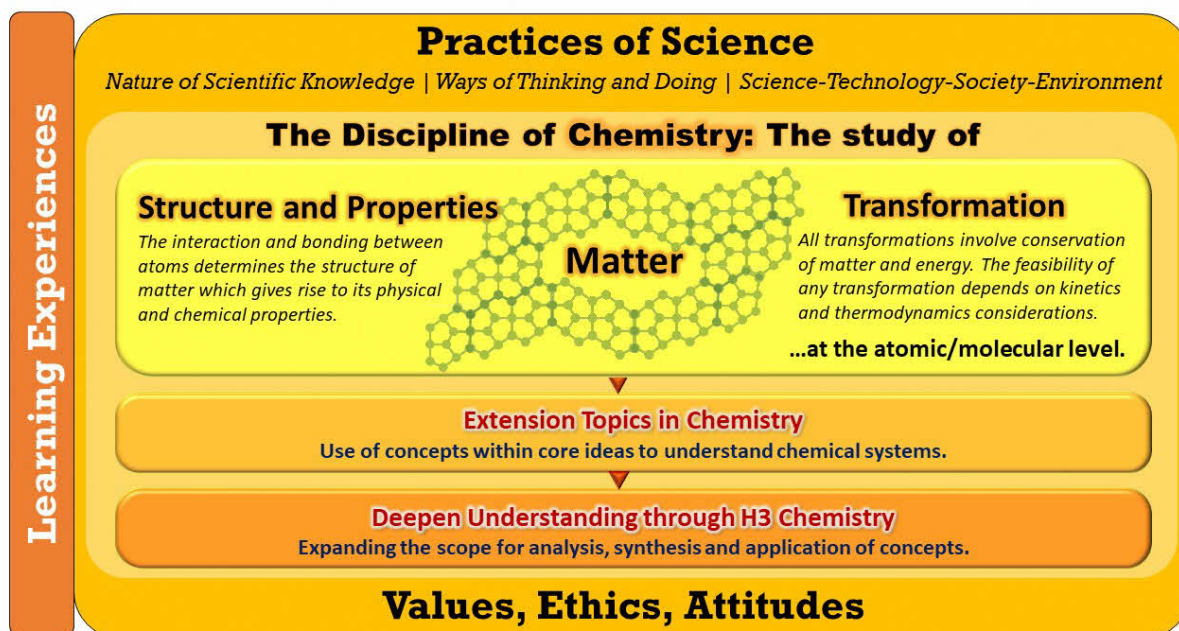 Learning Experiences
Practices of Science
Nature of Scientific Knowledge | Ways of Thinking and Doing | Science-Technology-Society-Environment
The Discipline of Chemistry: The study of
Structure and Properties
The interaction and bonding between
atoms determines the structure of
matter which gives rise to its physical
and chemical properties.
Matter
Transformation
All transformations involve conservation
of matter and energy. The feasibility of
any transformation depends on kinetics
and thermodynamics considerations.
...at the atomic/molecular level.
Extension Topics in Chemistry
Use of concepts within core ideas to understand chemical systems.
Deepen Understanding through H3 Chemistry
Expanding the scope for analysis, synthesis and application of concepts.
Values, Ethics, Attitudes